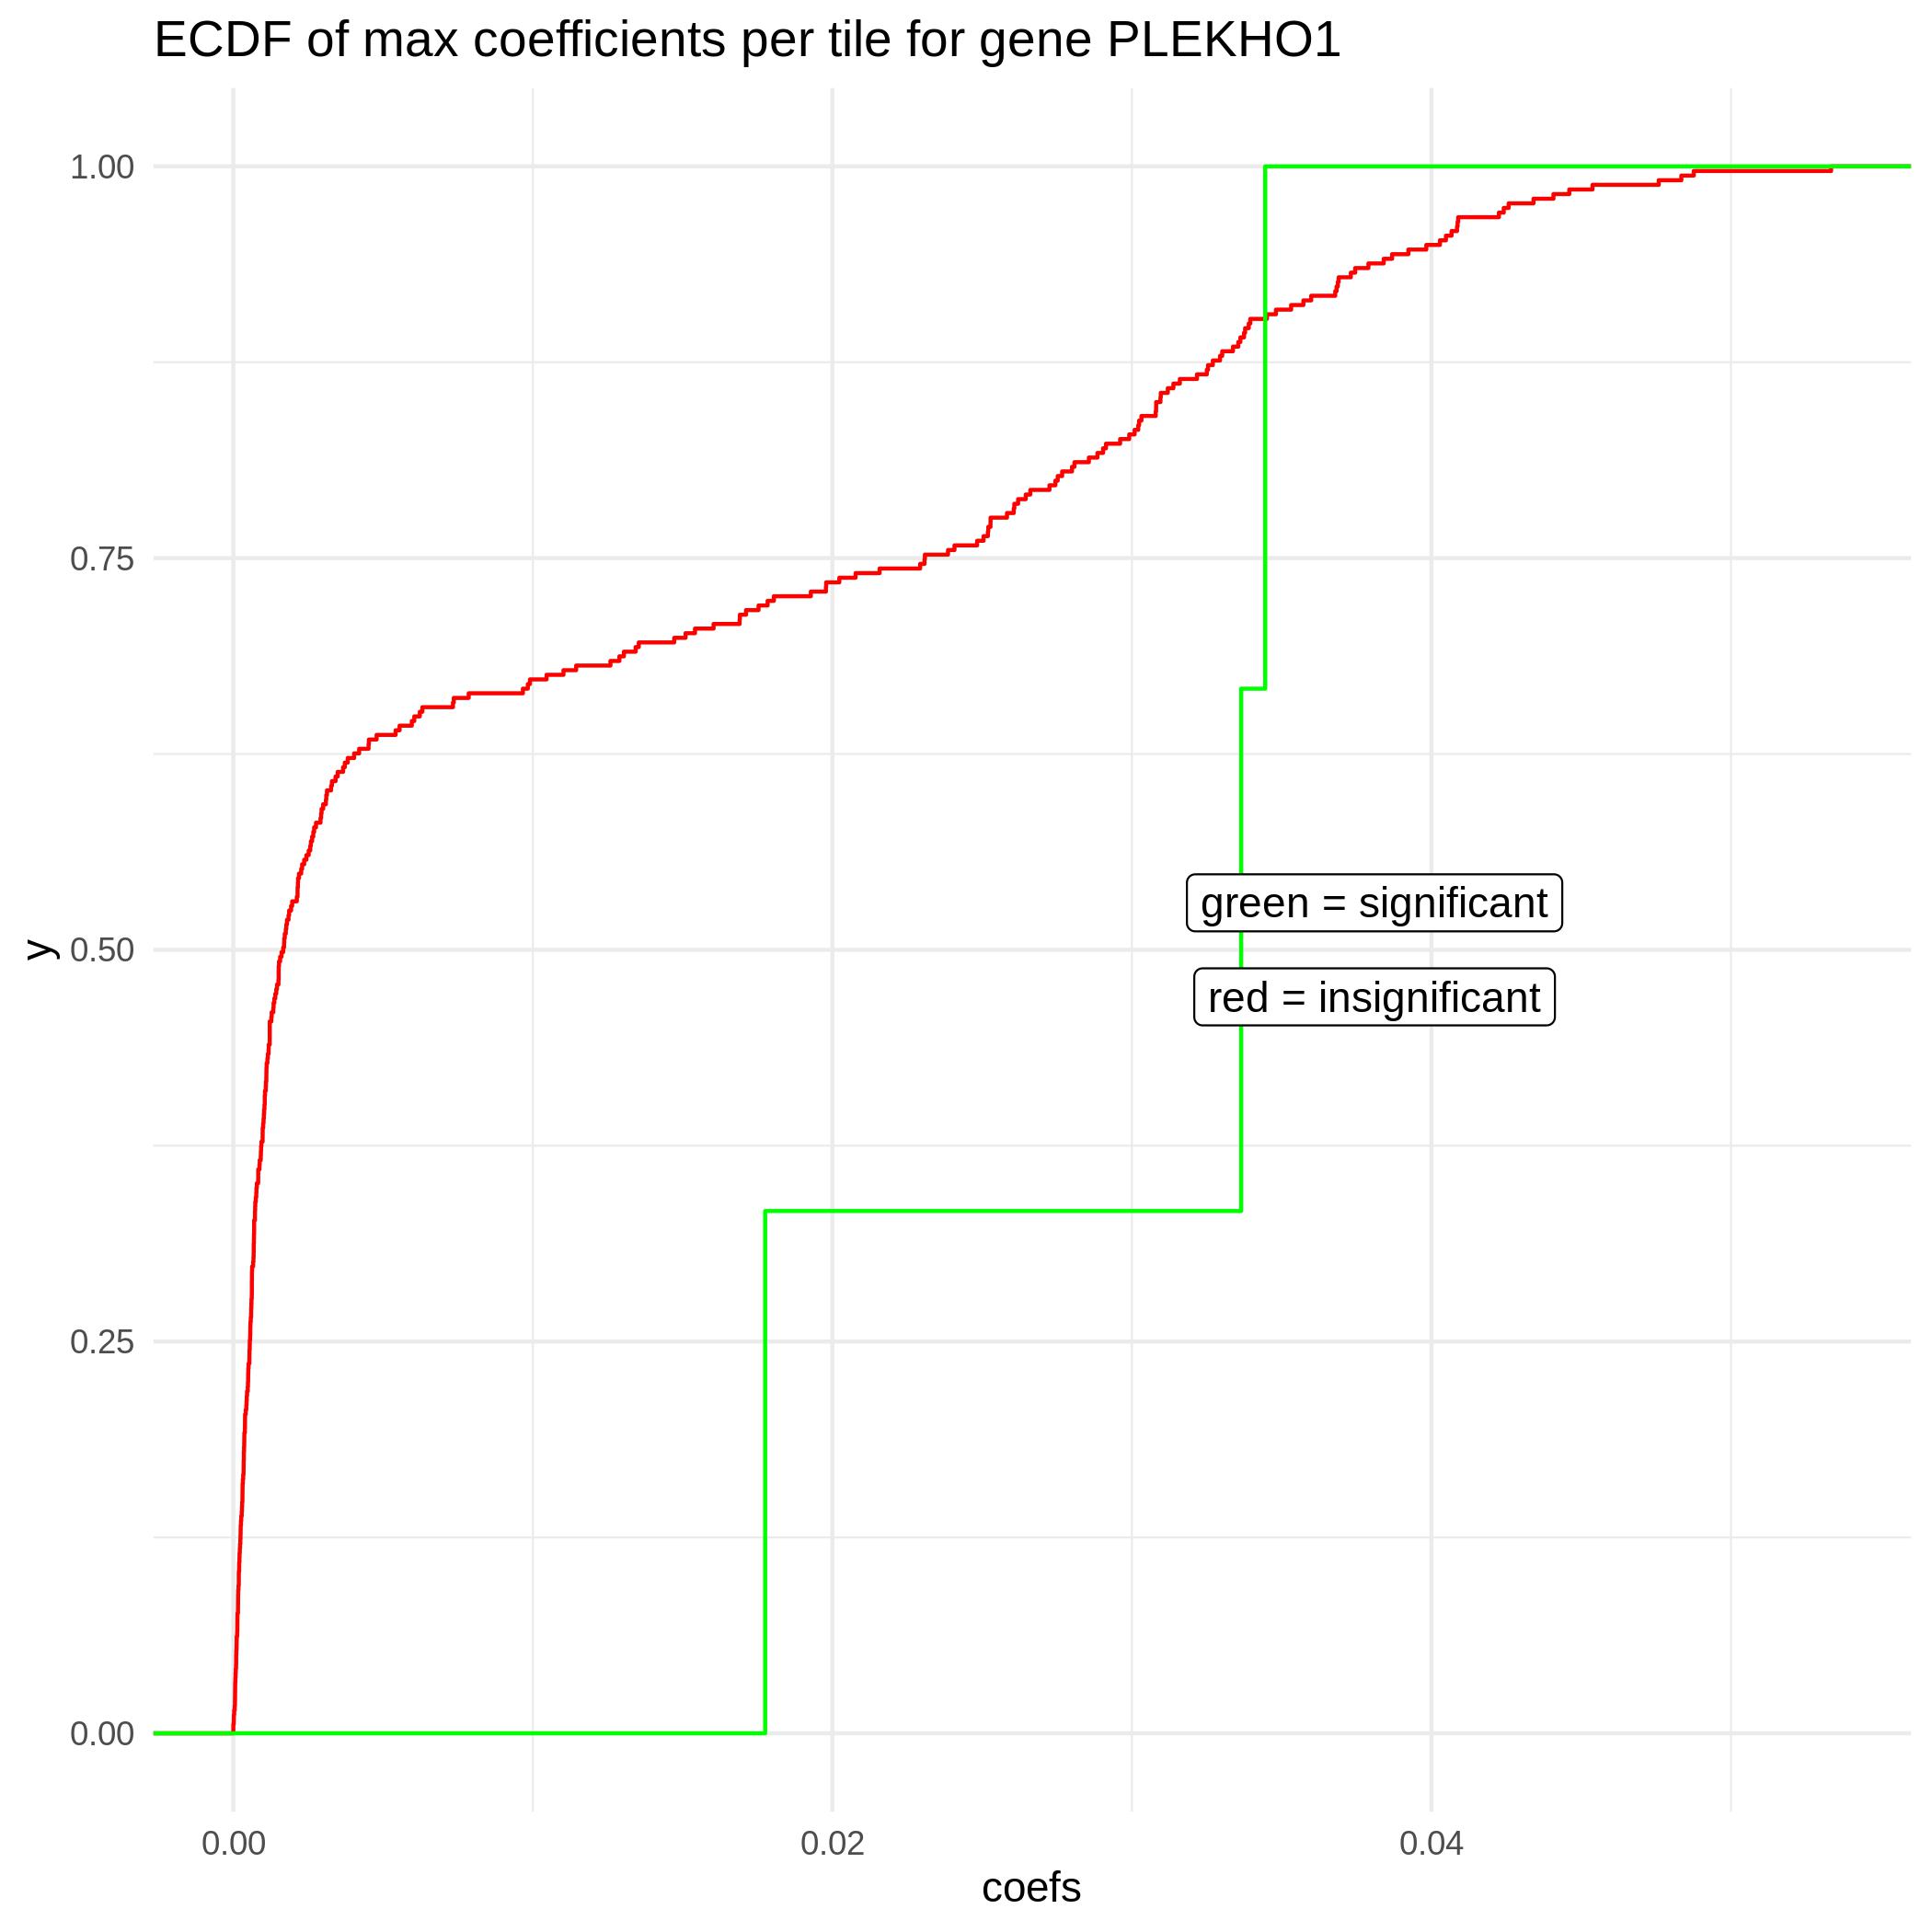 ECDF of max coefficients per tile for gene PLEKHO1
1.00
0.75
0.50
0.25
0.00
y
green = significant
red = insignificant
0.00
0.02
0.04
coefs